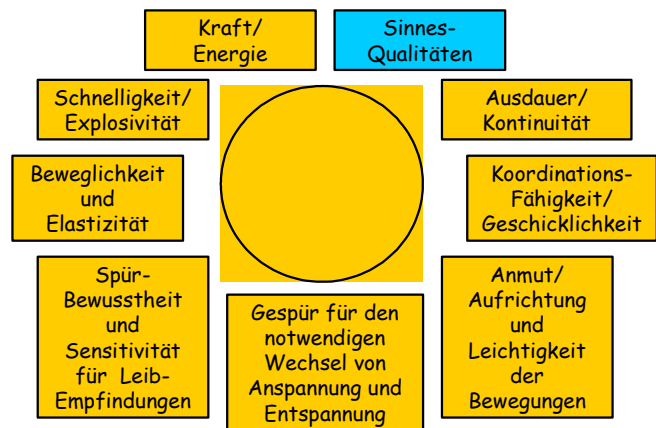 Kraft/
Energie
Sinnes-
Qualitäten
Schnelligkeit/
Explosivität
Ausdauer/
Kontinuität
Beweglichkeit
und
Elastizität
Koordinations-
Fähigkeit/
Geschicklichkeit
Spür-
Bewusstheit
und
Sensitivität
für Leib-
Empfindungen
Gespür für den
notwendigen
Wechsel von
Anspannung und
Entspannung
Anmut/
Aufrichtung
und
Leichtigkeit
der
Bewegungen